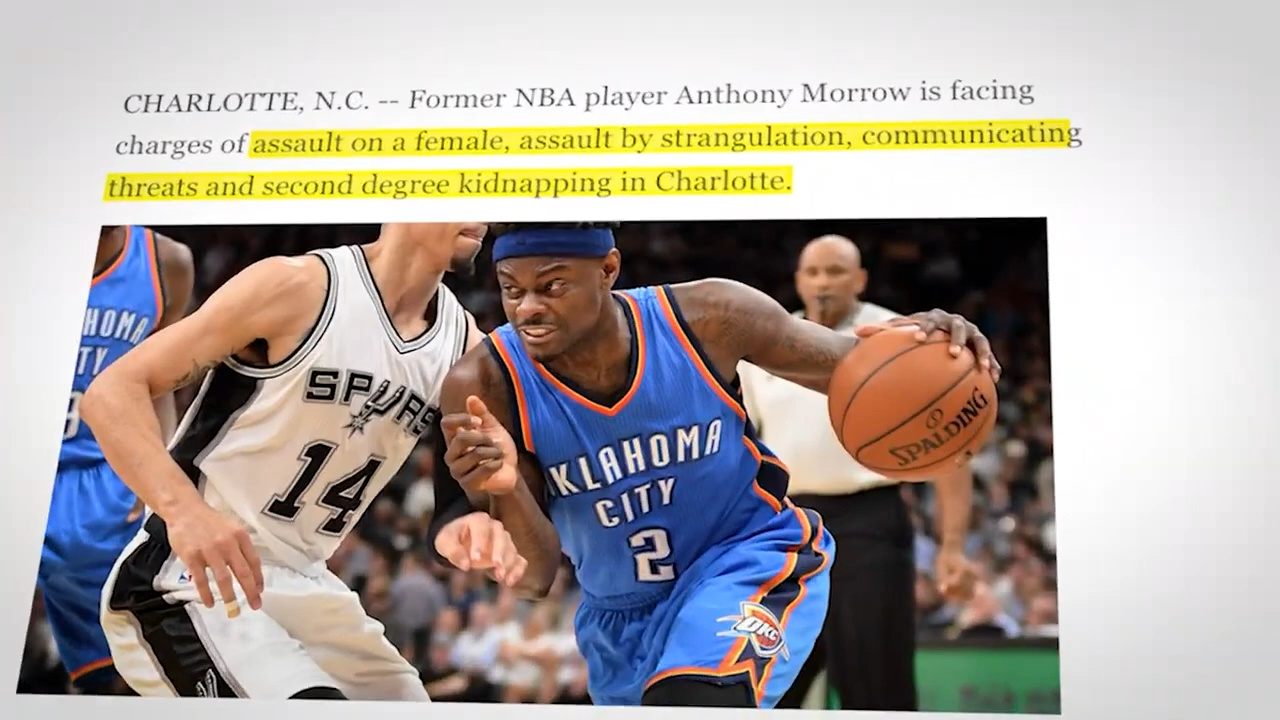 CHARLOTTE, N.C. -- Former NBA player Anthony Morrow is facing
charges of assault on a female, assault by strangulation, communicating
threats and second degree kidnapping in Charlotte.
SPURS
14
OKLAHOMA
CITY
2
OKC
SPALDING